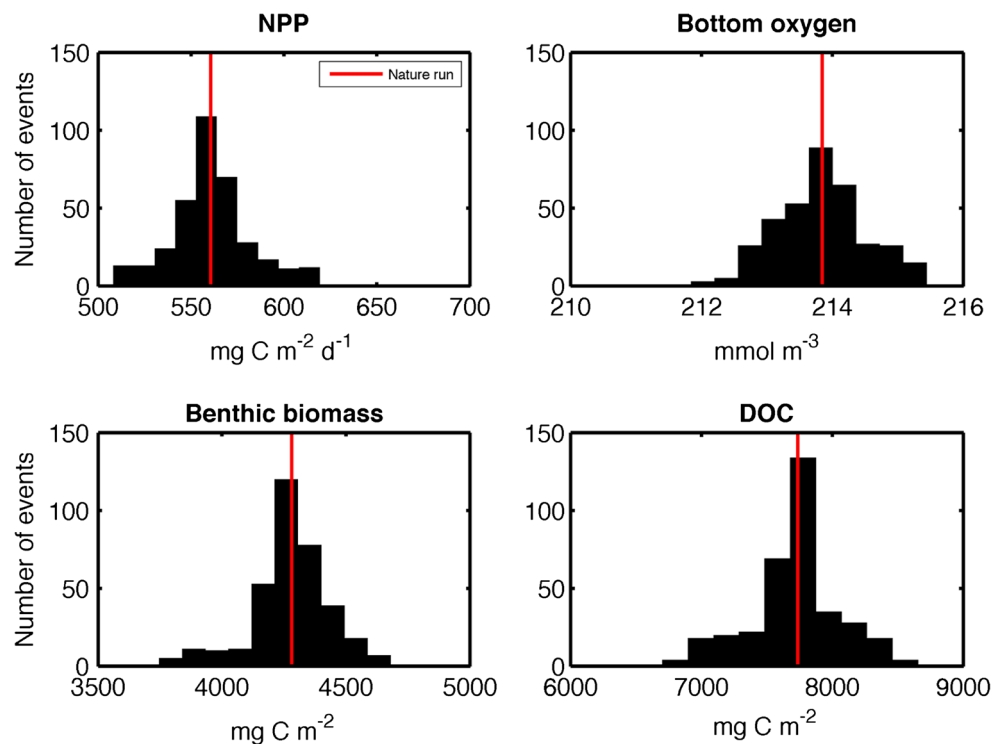 NPP
150
100
50
0
Number of events
Nature run
500 550 600 650 700
mg C m-2 d-1
Bottom oxygen
150
100
50
0
210 212 214 216
mmol m-3
Benthic biomass
150
100
50
0
Number of events
3500 4000 4500 5000
mg C m-2
DOC
150
100
50
0
6000 7000 8000 9000
mg C m-2